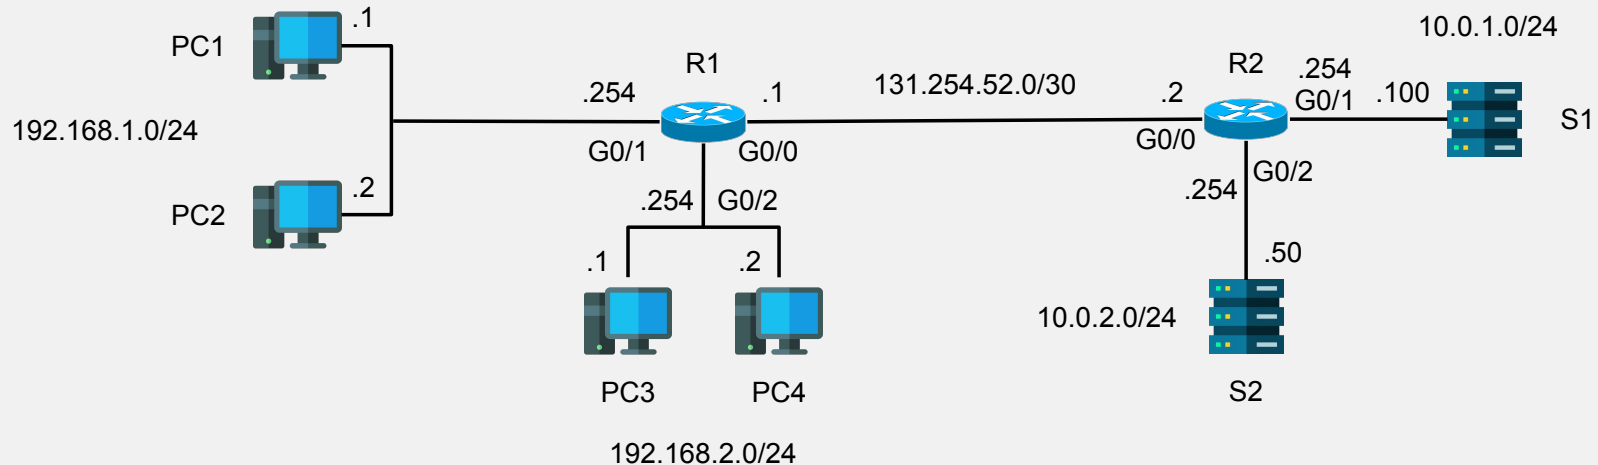 10.0.1.0/24
.1
PC1
R1
R2
.254
131.254.52.0/30
.254
.1
.2
G0/1
.100
S1
192.168.1.0/24
G0/1
G0/0
G0/0
G0/2
.2
PC2
.254
G0/2
.254
.1
.2
.50
10.0.2.0/24
PC3
PC4
S2
192.168.2.0/24